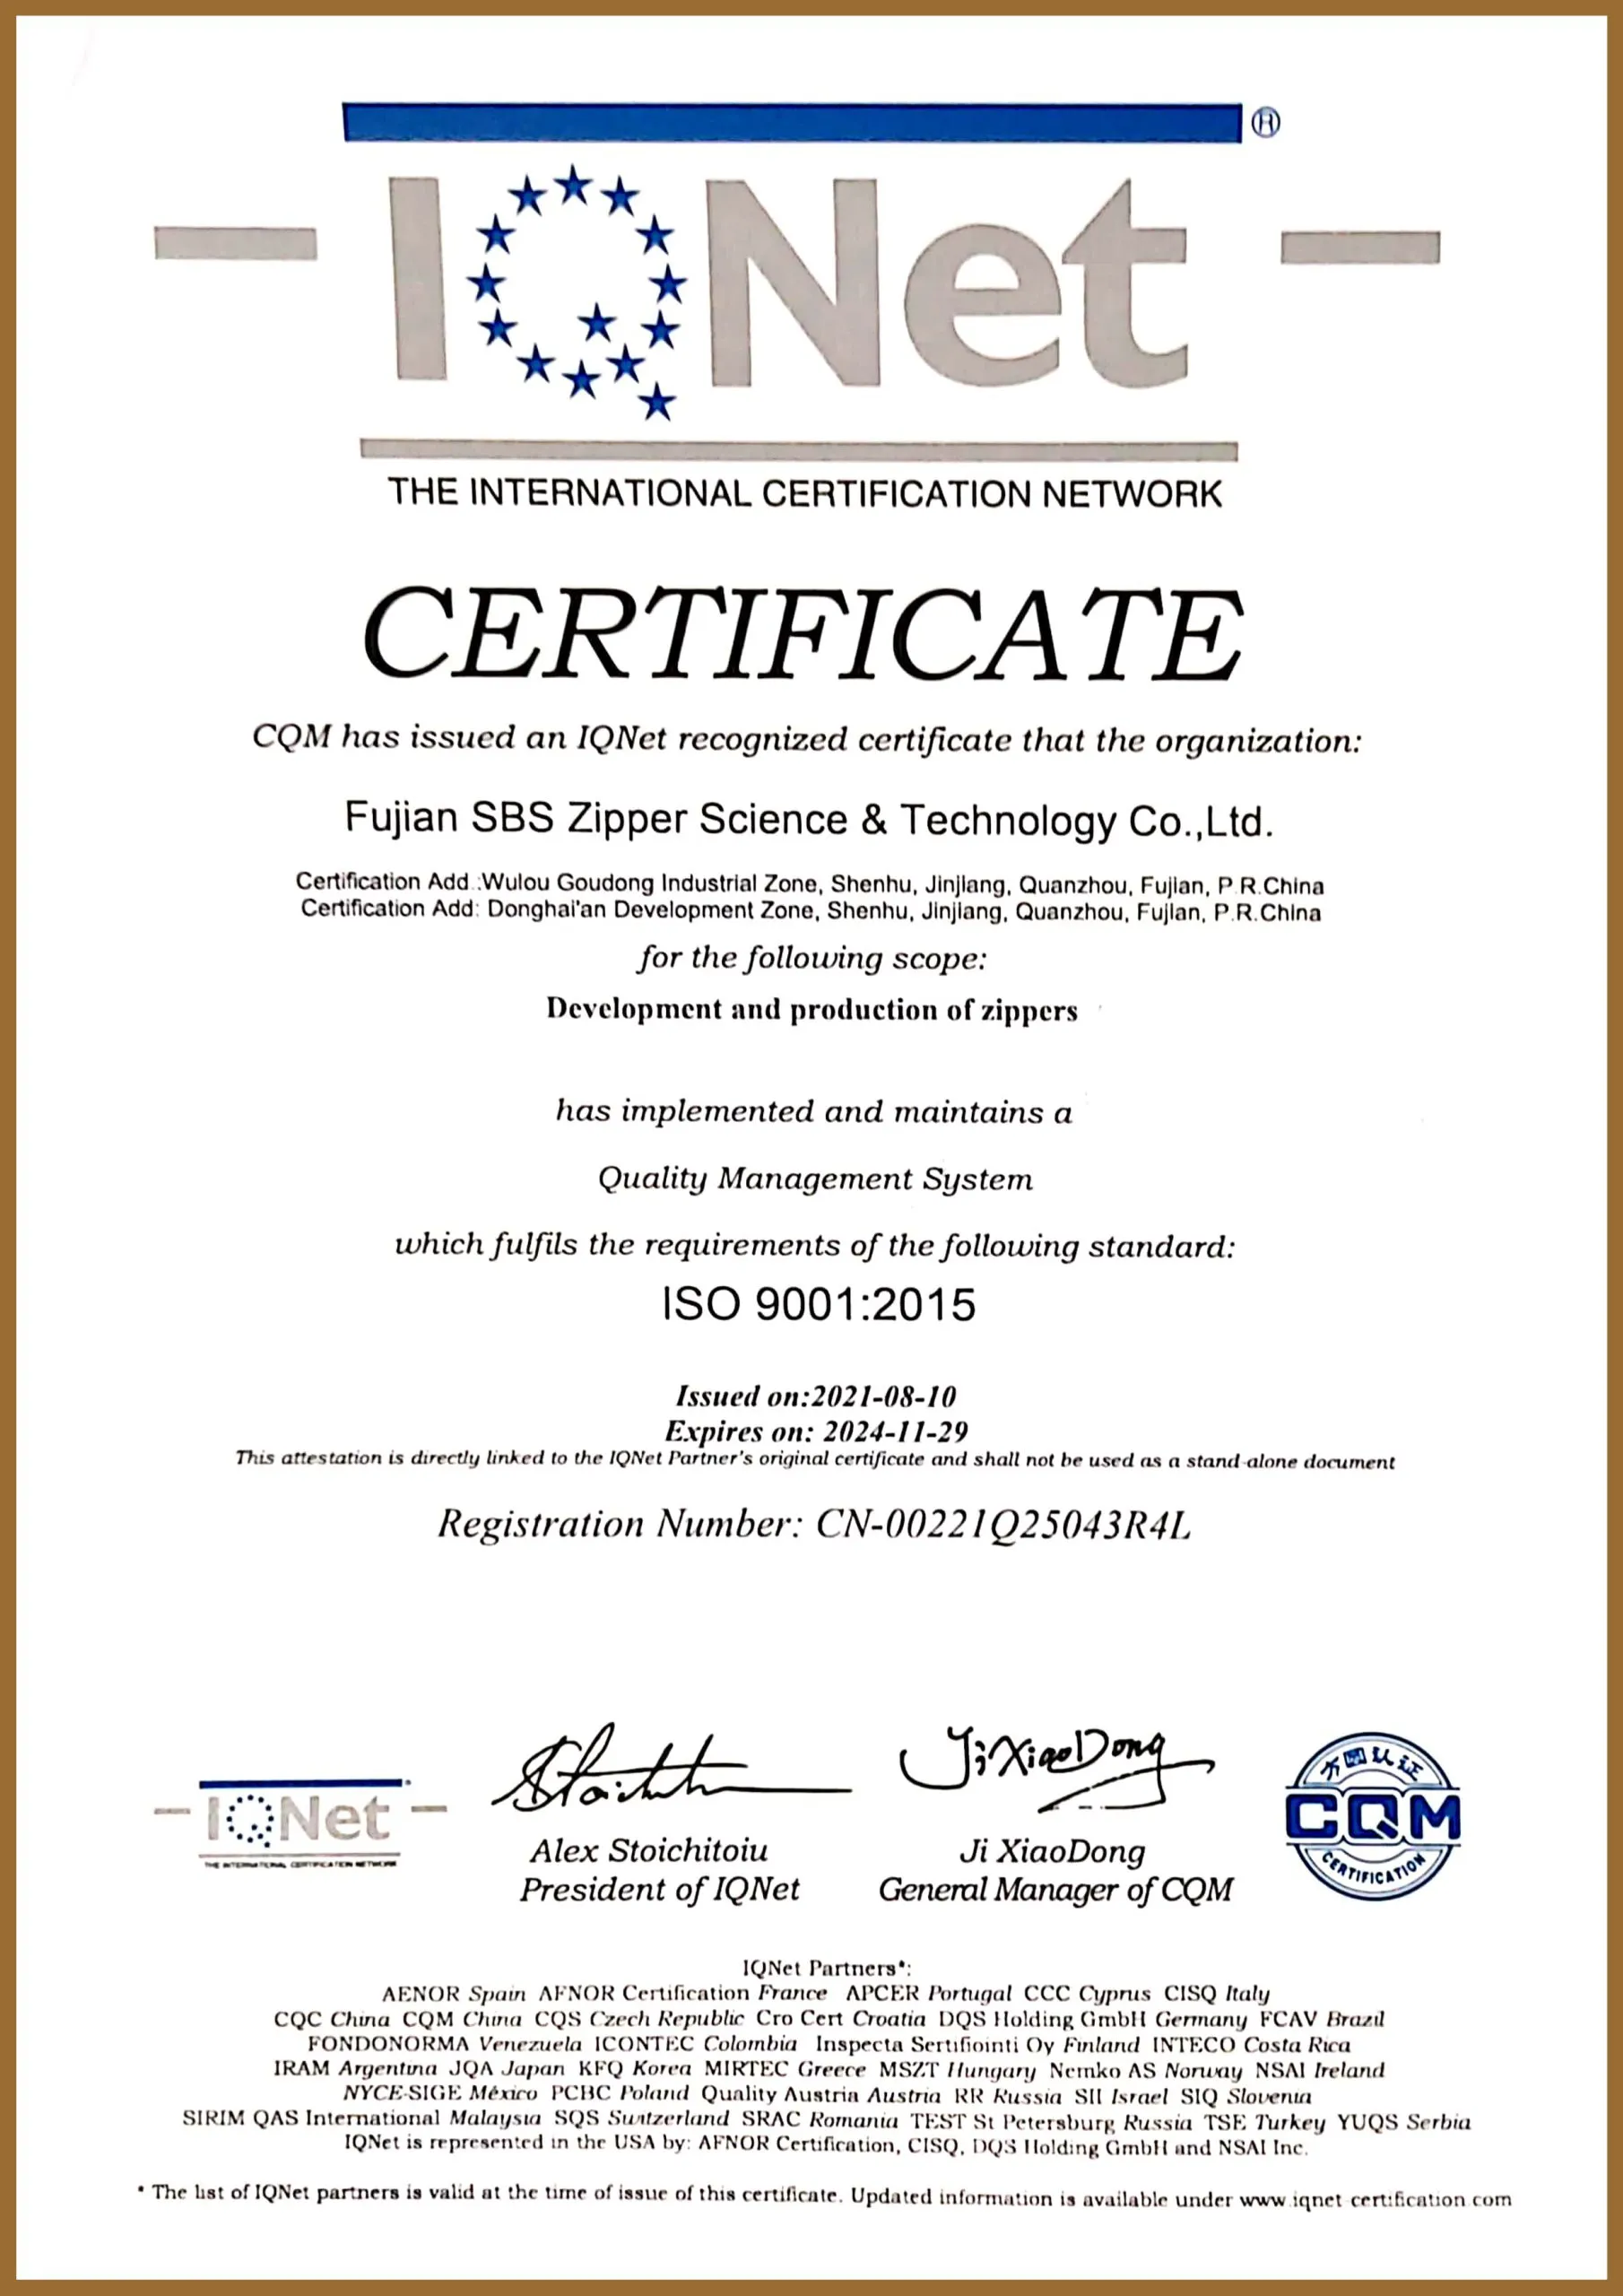 ®
IQNet
THE INTERNATIONAL CERTIFICATION NETWORK
CERTIFICATE
CQM has issued an IQNet recognized certificate that the organization:
Fujian SBS Zipper Science & Technology Co.,Ltd.
Certification Add.:Wulou Goudong Industrial Zone, Shenhu, Jinjiang, Quanzhou, Fujian, P.R.China
Certification Add: Donghai'an Development Zone, Shenhu, Jinjiang, Quanzhou, Fujian, P.R.China
for the following scope:
Development and production of zippers
has implemented and maintains a
Quality Management System
which fulfils the requirements of the following standard:
ISO 9001:2015
Issued on:2021-08-10
Expires on: 2024-11-29
This attestation is directly linked to the IQNet Partner's original certificate and shall not be used as a stand-alone document
Registration Number: CN-00221Q25043R4L
IQNet
THE INTERNATIONAL CERTIFICATION NETWORK
Stoichitoiu
Ji XiaoDong
Alex Stoichitoiu
President of IQNet
Ji XiaoDong
General Manager of CQM
方圆认证
CQM
CERTIFICATION
IQNet Partners*:
AENOR Spain AFNOR Certification France APCER Portugal CCC Cyprus CISQ Italy
CQC China CQM China CQS Czech Republic Cro Cert Croatia DQS Holding GmbH Germany FCAV Brazil
FONDONORMA Venezuela ICONTEC Colombia Inspecta Sertifiointi Oy Finland INTECO Costa Rica
IRAM Argentina JQA Japan KFQ Korea MIRTEC Greece MSZT Hungary Nemko AS Norway NSAI Ireland
NYCE-SIGE México PCBC Poland Quality Austria Austria RR Russia SII Israel SIQ Slovenia
SIRIM QAS International Malaysia SQS Switzerland SRAC Romania TEST St Petersburg Russia TSE Turkey YUQS Serbia
IQNet is represented in the USA by: AFNOR Certification, CISQ, DQS Holding GmbH and NSAI Inc.
* The list of IQNet partners is valid at the time of issue of this certificate. Updated information is available under www.iqnet-certification.com